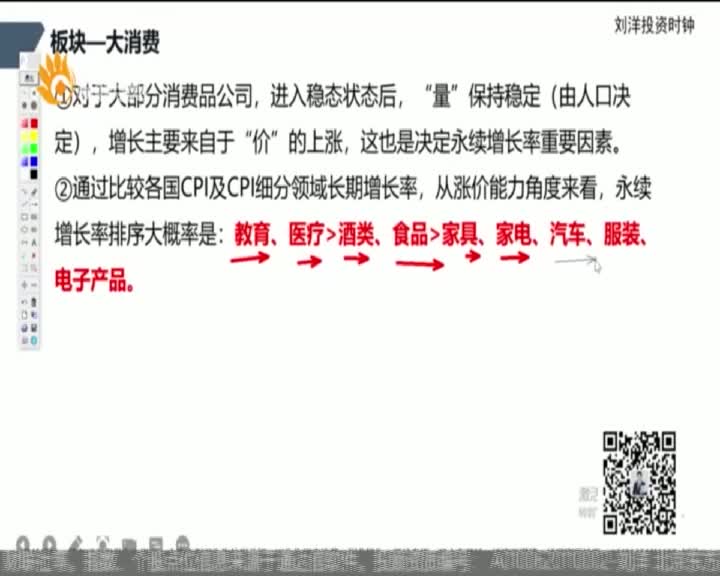 刘洋投资时钟
板块—大消费
①对于大部分消费品公司，进入稳态状态后，“量”保持稳定（由人口决
定），增长主要来自于“价”的上涨，这也是决定永续增长率重要因素。
②通过比较各国CPI及CPI细分领域长期增长率，从涨价能力角度来看，永续
增长率排序大概率是：教育、医疗>酒类、食品>家具、家电、汽车、服装、
电子产品。